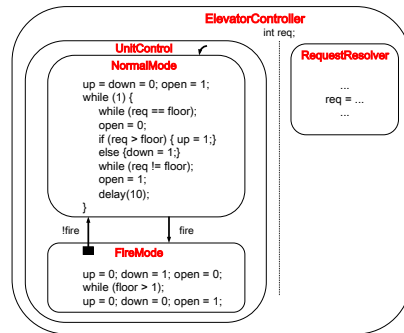 ElevatorController
int req;
UnitControl
NormalMode
up = down = 0; open = 1;
while (1) {
while (req == floor);
open = 0;
if (req > floor) { up = 1;}
else {down = 1;}
while (req != floor);
open = 1;
delay(10);
}
RequestResolver
...
req = ...
...
!fire
fire
FireMode
up = 0; down = 1; open = 0;
while (floor > 1);
up = 0; down = 0; open = 1;